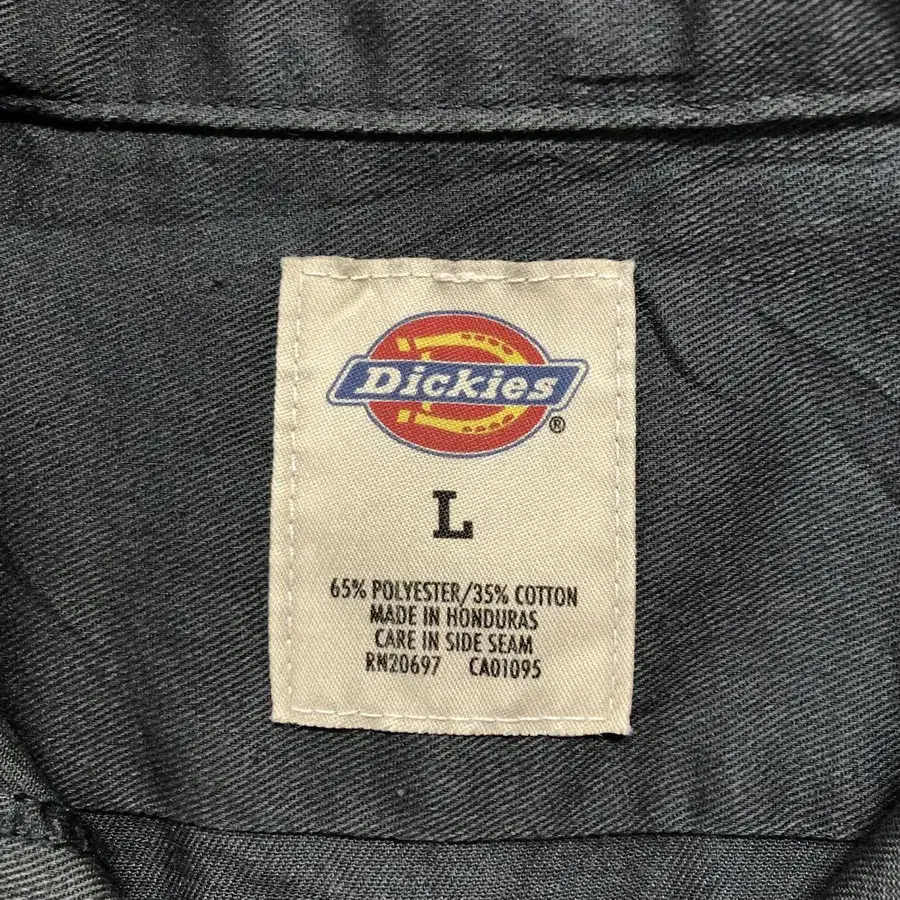 Dickies®
L
65% POLYESTER/35% COTTON
MADE IN HONDURAS
CARE IN SIDE SEAM
RN20697 CA01095